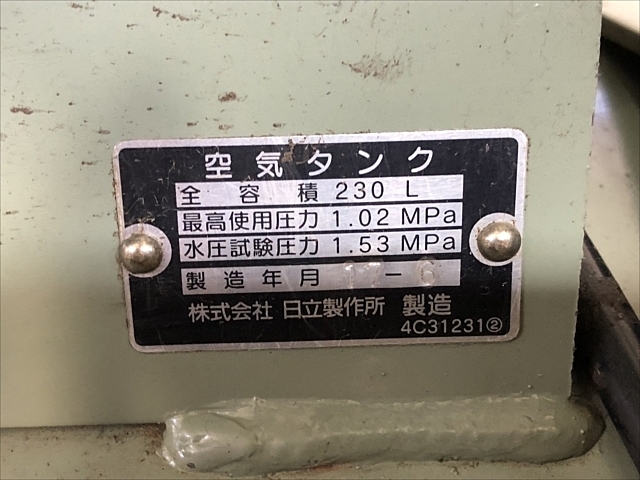 空気タンク
全容積 230 L
最高使用圧力 1.02 MPa
水圧試験圧力 1.53 MPa
製造年月 - 6
株式会社 日立製作所 製造
4C31231②